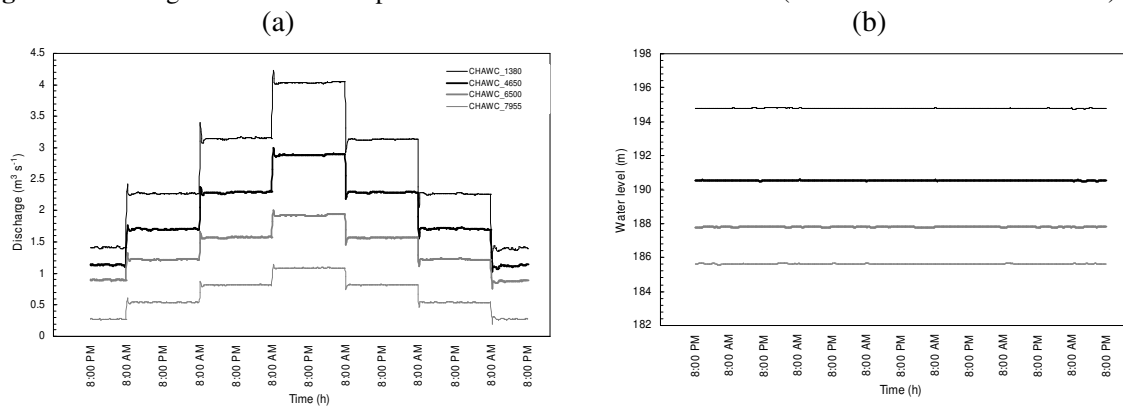 (a)
(b)
4.5
4
3.5
3
2.5
2
1.5
1
0.5
0
Discharge (m³ s⁻¹)
CHAWC_1380
CHAWC_4650
CHAWC_6500
CHAWC_7955
8:00 PM
8:00 AM
8:00 PM
8:00 AM
8:00 PM
8:00 AM
8:00 PM
8:00 AM
8:00 PM
8:00 AM
8:00 PM
8:00 AM
8:00 PM
Time (h)
198
196
194
192
190
188
186
184
182
Water level (m)
8:00 PM
8:00 AM
8:00 PM
8:00 AM
8:00 PM
8:00 AM
8:00 PM
8:00 AM
8:00 PM
8:00 AM
8:00 PM
8:00 AM
8:00 PM
Time (h)